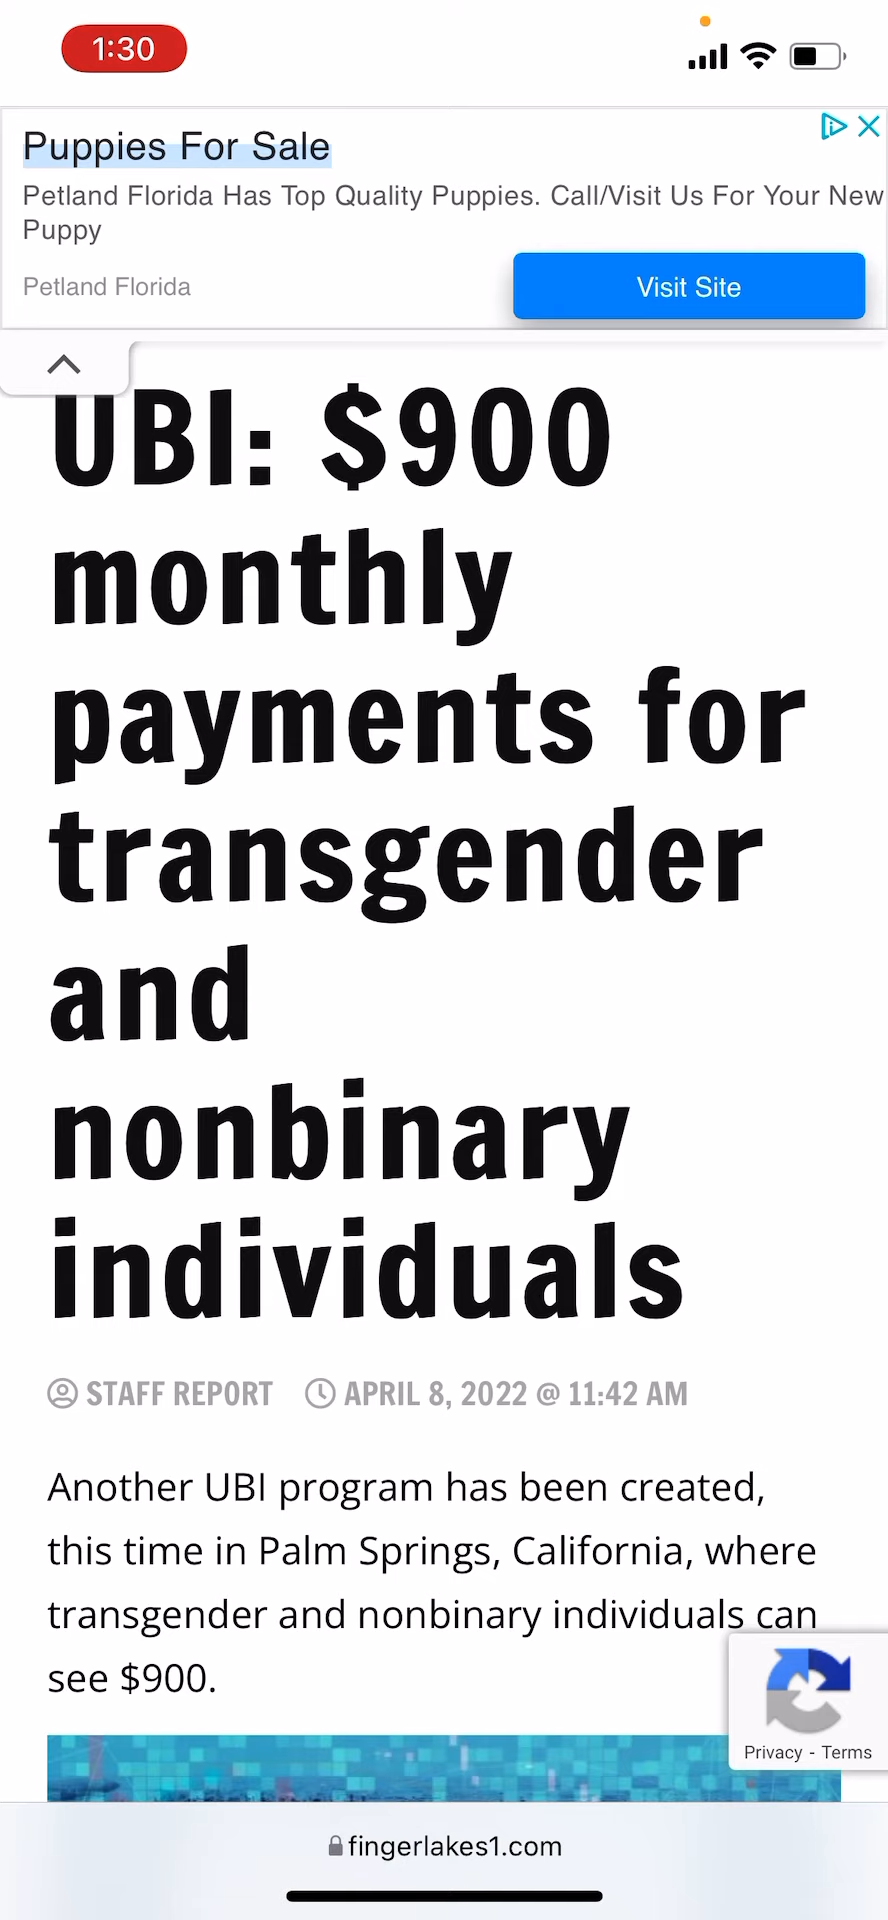 1:30
Puppies For Sale
Petland Florida Has Top Quality Puppies. Call/Visit Us For Your New
Puppy
Petland Florida
Visit Site
UBI: $900
monthly
payments for
transgender
and
nonbinary
individuals
STAFF REPORT APRIL 8, 2022 @ 11:42 AM
Another UBI program has been created,
this time in Palm Springs, California, where
transgender and nonbinary individuals can
see $900.
Privacy - Terms
fingerlakes1.com